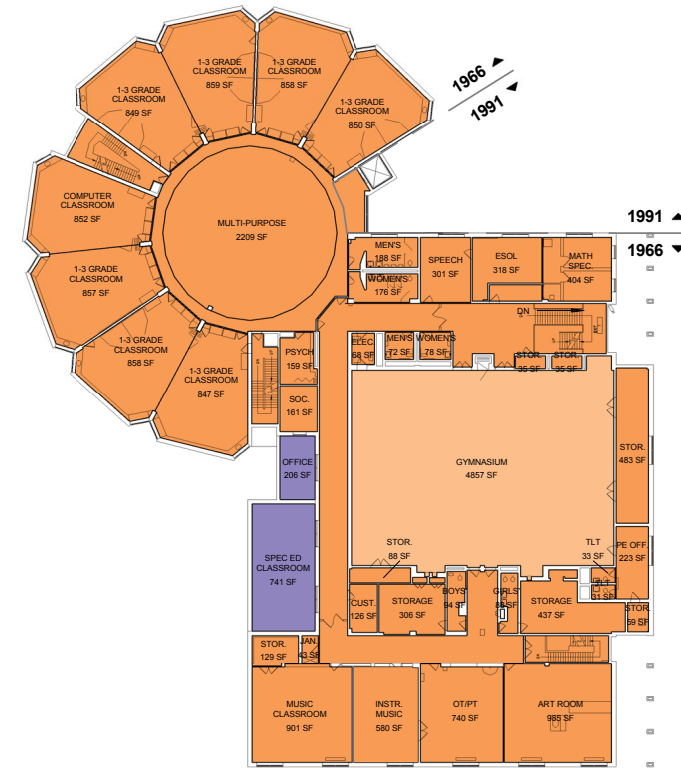 1-3 GRADE
CLASSROOM
859 SF
1-3 GRADE
CLASSROOM
858 SF
1966
1991
1-3 GRADE
CLASSROOM
849 SF
1-3 GRADE
CLASSROOM
850 SF
COMPUTER
CLASSROOM
852 SF
MULTI-PURPOSE
2209 SF
1991
1966
MEN'S
188 SF
WOMEN'S
176 SF
SPEECH
301 SF
ESOL
318 SF
MATH
SPEC.
404 SF
1-3 GRADE
CLASSROOM
857 SF
DN
1-3 GRADE
CLASSROOM
858 SF
1-3 GRADE
CLASSROOM
847 SF
PSYCH
159 SF
ELEC.
68 SF
MEN'S
72 SF
WOMEN'S
78 SF
STOR.
35 SF
STOR.
35 SF
SOC.
161 SF
OFFICE
206 SF
GYMNASIUM
4857 SF
STOR.
483 SF
SPEC ED
CLASSROOM
741 SF
STOR.
88 SF
TLT
33 SF
PE OFF.
223 SF
CUST.
126 SF
STORAGE
306 SF
BOYS'
94 SF
GIRLS'
STORAGE
437 SF
TLT
31 SF
STOR.
59 SF
STOR.
129 SF
JAN.
43 SF
MUSIC
CLASSROOM
901 SF
INSTR.
MUSIC
580 SF
OT/PT
740 SF
ART ROOM
985 SF